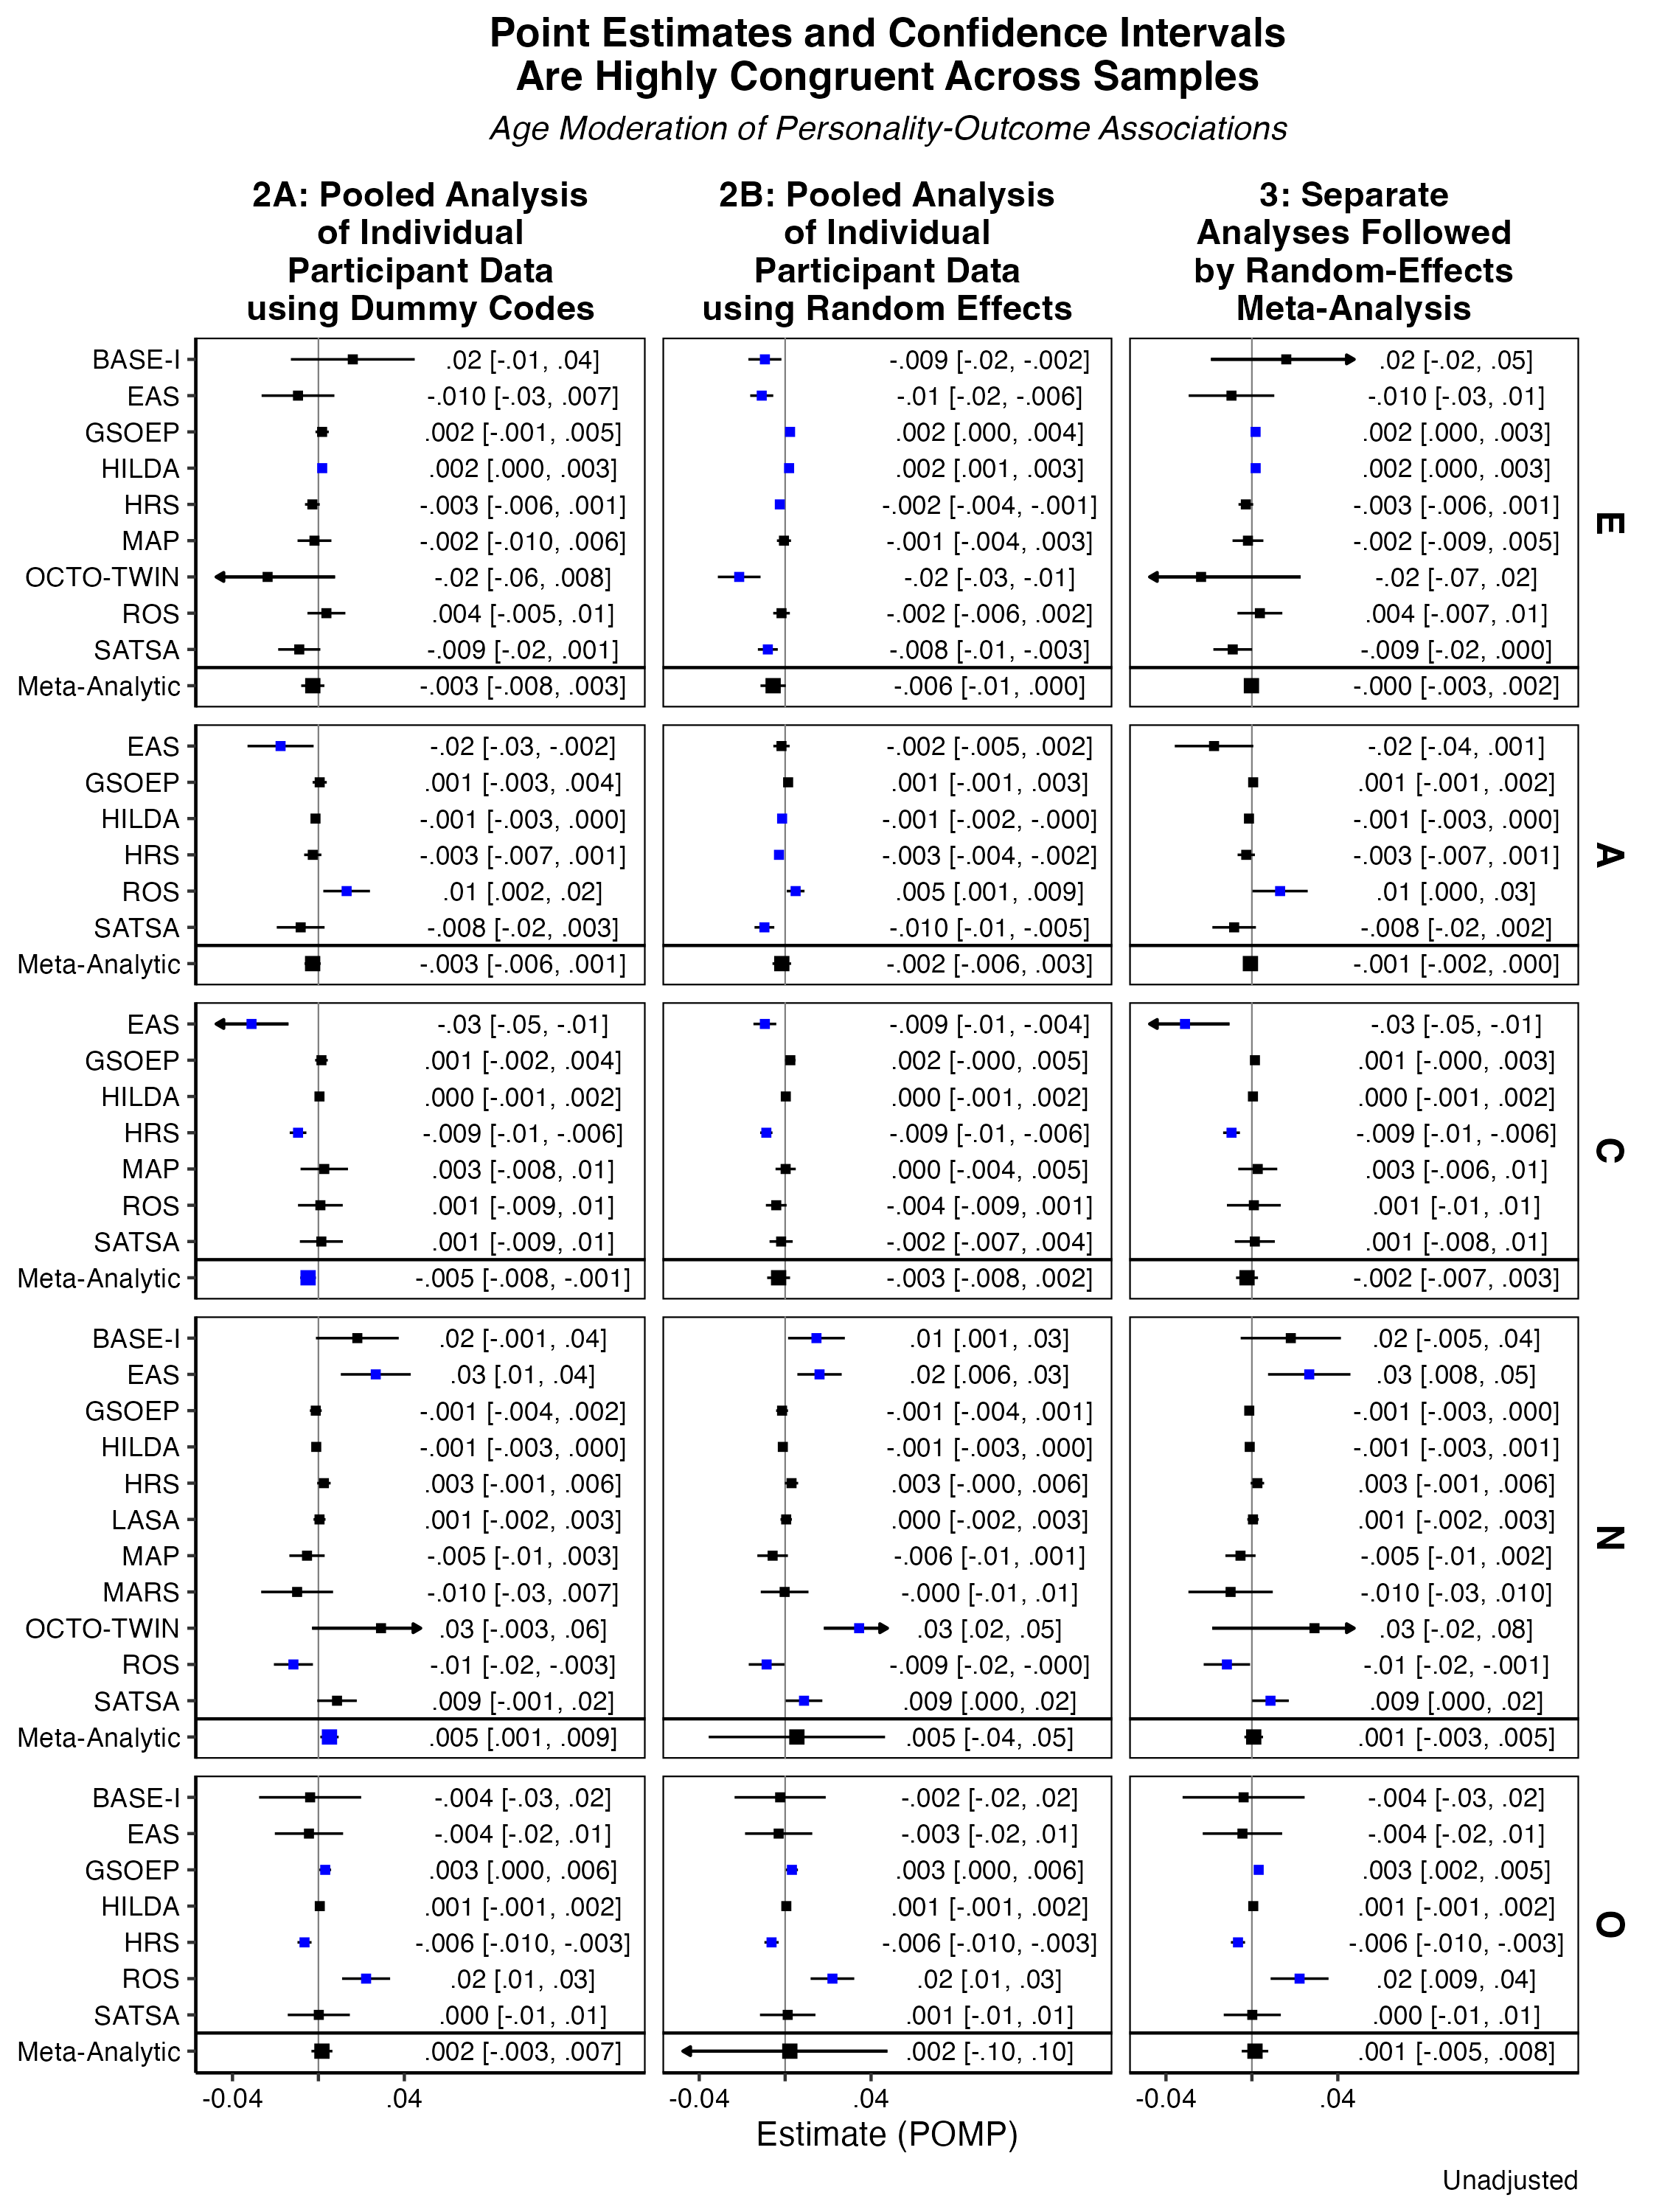 Point Estimates and Confidence Intervals
Are Highly Congruent Across Samples
Age Moderation of Personality-Outcome Associations
2A: Pooled Analysis
of Individual
Participant Data
using Dummy Codes
2B: Pooled Analysis
of Individual
Participant Data
using Random Effects
3: Separate
Analyses Followed
by Random-Effects
Meta-Analysis
BASE-I .02 [-.01, .04] -.009 [-.02, -.002] .02 [-.02, .05]
EAS -.010 [-.03, .007] -.01 [-.02, -.006] -.010 [-.03, .01]
GSOEP .002 [-.001, .005] .002 [.000, .004] .002 [.000, .003]
HILDA .002 [.000, .003] .002 [.001, .003] .002 [.000, .003]
HRS -.003 [-.006, .001] -.002 [-.004, -.001] -.003 [-.006, .001]
MAP -.002 [-.010, .006] -.001 [-.004, .003] -.002 [-.009, .005]
OCTO-TWIN -.02 [-.06, .008] -.02 [-.03, -.01] -.02 [-.07, .02]
ROS .004 [-.005, .01] -.002 [-.006, .002] .004 [-.007, .01]
SATSA -.009 [-.02, .001] -.008 [-.01, -.003] -.009 [-.02, .000]
Meta-Analytic -.003 [-.008, .003] -.006 [-.01, .000] -.000 [-.003, .002]
E
EAS -.02 [-.03, -.002] -.002 [-.005, .002] -.02 [-.04, .001]
GSOEP .001 [-.003, .004] .001 [-.001, .003] .001 [-.001, .002]
HILDA -.001 [-.003, .000] -.001 [-.002, -.000] -.001 [-.003, .000]
HRS -.003 [-.007, .001] -.003 [-.004, -.002] -.003 [-.007, .001]
ROS .01 [.002, .02] .005 [.001, .009] .01 [.000, .03]
SATSA -.008 [-.02, .003] -.010 [-.01, -.005] -.008 [-.02, .002]
Meta-Analytic -.003 [-.006, .001] -.002 [-.006, .003] -.001 [-.002, .000]
A
EAS -.03 [-.05, -.01] -.009 [-.01, -.004] -.03 [-.05, -.01]
GSOEP .001 [-.002, .004] .002 [-.000, .005] .001 [-.000, .003]
HILDA .000 [-.001, .002] .000 [-.001, .002] .000 [-.001, .002]
HRS -.009 [-.01, -.006] -.009 [-.01, -.006] -.009 [-.01, -.006]
MAP .003 [-.008, .01] .000 [-.004, .005] .003 [-.006, .01]
ROS .001 [-.009, .01] -.004 [-.009, .001] .001 [-.01, .01]
SATSA .001 [-.009, .01] -.002 [-.007, .004] .001 [-.008, .01]
Meta-Analytic -.005 [-.008, -.001] -.003 [-.008, .002] -.002 [-.007, .003]
C
BASE-I .02 [-.001, .04] .01 [.001, .03] .02 [-.005, .04]
EAS .03 [.01, .04] .02 [.006, .03] .03 [.008, .05]
GSOEP -.001 [-.004, .002] -.001 [-.004, .001] -.001 [-.003, .000]
HILDA -.001 [-.003, .000] -.001 [-.003, .000] -.001 [-.003, .001]
HRS .003 [-.001, .006] .003 [-.000, .006] .003 [-.001, .006]
LASA .001 [-.002, .003] .000 [-.002, .003] .001 [-.002, .003]
MAP -.005 [-.01, .003] -.006 [-.01, .001] -.005 [-.01, .002]
MARS -.010 [-.03, .007] -.000 [-.01, .01] -.010 [-.03, .010]
OCTO-TWIN .03 [-.003, .06] .03 [.02, .05] .03 [-.02, .08]
ROS -.01 [-.02, -.003] -.009 [-.02, -.000] -.01 [-.02, -.001]
SATSA .009 [-.001, .02] .009 [.000, .02] .009 [.000, .02]
Meta-Analytic .005 [.001, .009] .005 [-.04, .05] .001 [-.003, .005]
N
BASE-I -.004 [-.03, .02] -.002 [-.02, .02] -.004 [-.03, .02]
EAS -.004 [-.02, .01] -.003 [-.02, .01] -.004 [-.02, .01]
GSOEP .003 [.000, .006] .003 [.000, .006] .003 [.002, .005]
HILDA .001 [-.001, .002] .001 [-.001, .002] .001 [-.001, .002]
HRS -.006 [-.010, -.003] -.006 [-.010, -.003] -.006 [-.010, -.003]
ROS .02 [.01, .03] .02 [.01, .03] .02 [.009, .04]
SATSA .000 [-.01, .01] .001 [-.01, .01] .000 [-.01, .01]
Meta-Analytic .002 [-.003, .007] .002 [-.10, .10] .001 [-.005, .008]
O
-0.04 .04 -0.04 .04 -0.04 .04
Estimate (POMP)
Unadjusted